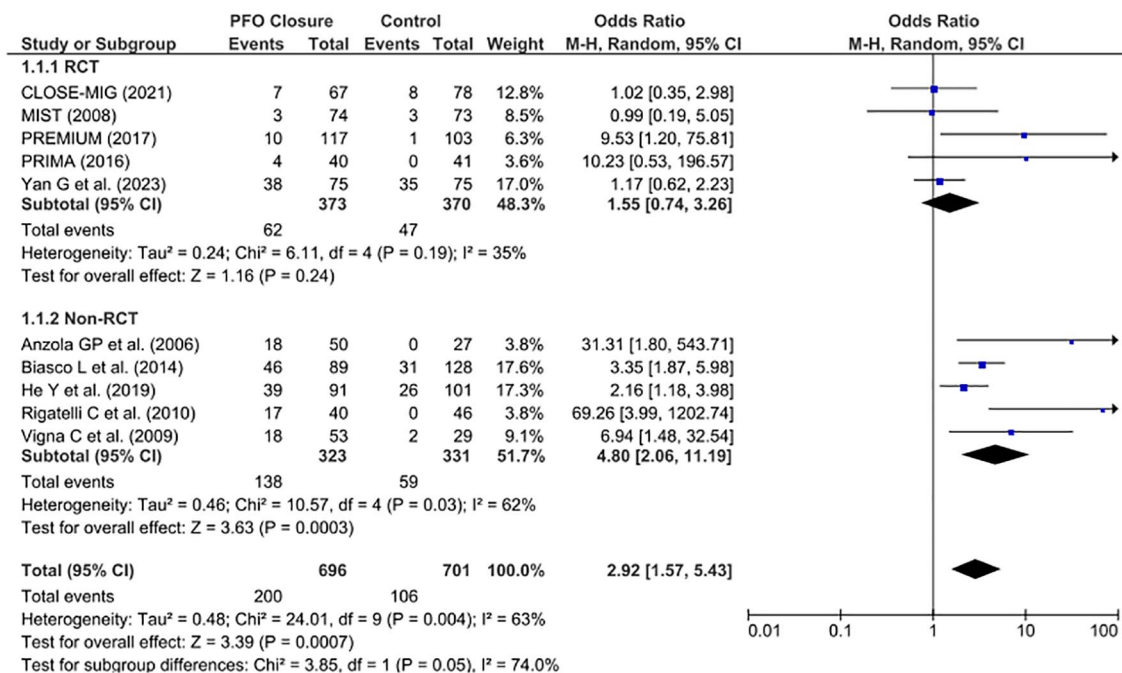 PFO Closure Control Odds Ratio Odds Ratio
Study or Subgroup Events Total Events Total Weight M-H, Random, 95% CI M-H, Random, 95% CI
1.1.1 RCT
CLOSE-MIG (2021) 7 67 8 78 12.8% 1.02 [0.35, 2.98]
MIST (2008) 3 74 3 73 8.5% 0.99 [0.19, 5.05]
PREMIUM (2017) 10 117 1 103 6.3% 9.53 [1.20, 75.81]
PRIMA (2016) 4 40 0 41 3.6% 10.23 [0.53, 196.57]
Yan G et al. (2023) 38 75 35 75 17.0% 1.17 [0.62, 2.23]
Subtotal (95% CI) 373 370 48.3% 1.55 [0.74, 3.26]
Total events 62 47
Heterogeneity: Tau² = 0.24; Chi² = 6.11, df = 4 (P = 0.19); I² = 35%
Test for overall effect: Z = 1.16 (P = 0.24)
1.1.2 Non-RCT
Anzola GP et al. (2006) 18 50 0 27 3.8% 31.31 [1.80, 543.71]
Biasco L et al. (2014) 46 89 31 128 17.6% 3.35 [1.87, 5.98]
He Y et al. (2019) 39 91 26 101 17.3% 2.16 [1.18, 3.98]
Rigatelli C et al. (2010) 17 40 0 46 3.8% 69.26 [3.99, 1202.74]
Vigna C et al. (2009) 18 53 2 29 9.1% 6.94 [1.48, 32.54]
Subtotal (95% CI) 323 331 51.7% 4.80 [2.06, 11.19]
Total events 138 59
Heterogeneity: Tau² = 0.46; Chi² = 10.57, df = 4 (P = 0.03); I² = 62%
Test for overall effect: Z = 3.63 (P = 0.0003)
Total (95% CI) 696 701 100.0% 2.92 [1.57, 5.43]
Total events 200 106
Heterogeneity: Tau² = 0.48; Chi² = 24.01, df = 9 (P = 0.004); I² = 63%
Test for overall effect: Z = 3.39 (P = 0.0007)
Test for subgroup differences: Chi² = 3.85, df = 1 (P = 0.05), I² = 74.0%
0.01 0.1 1 10 100